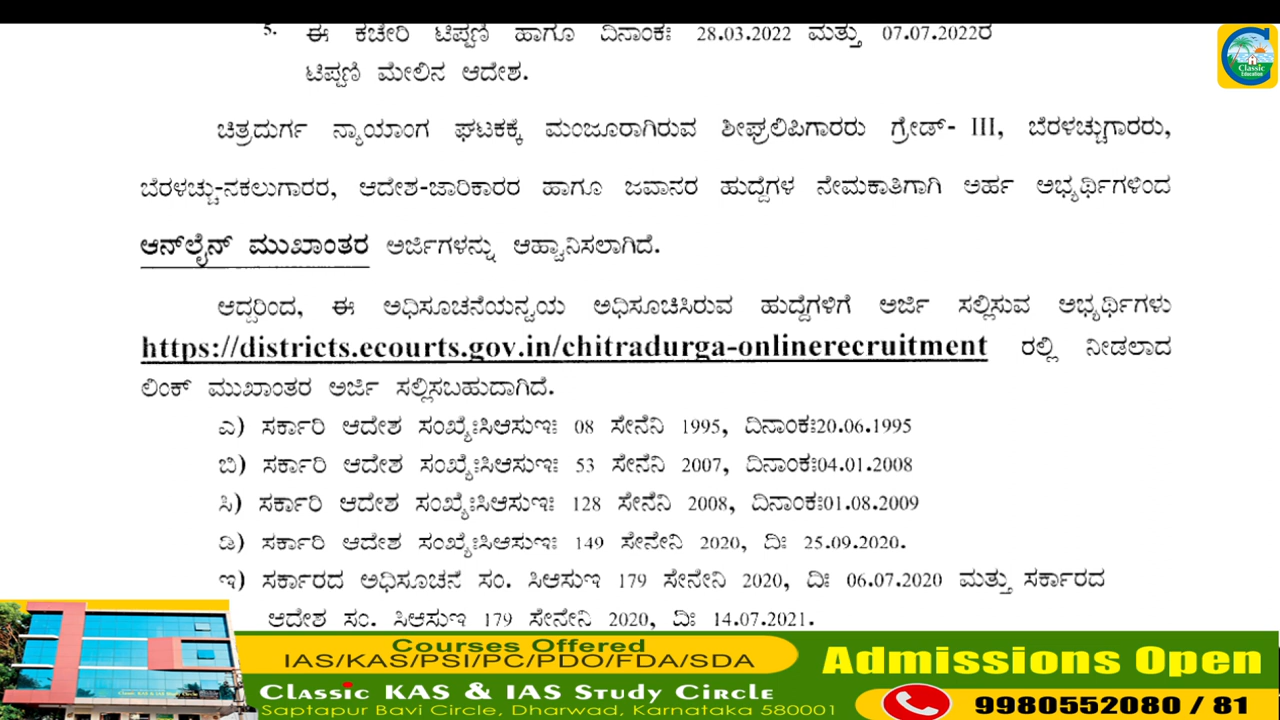 5. ಈ ಕಚೇರಿ ಟಿಪ್ಪಣಿ ಹಾಗೂ ದಿನಾಂಕಃ 28.03.2022 ಮತ್ತು 07.07.2022ರ
ಟಿಪ್ಪಣಿ ಮೇಲಿನ ಆದೇಶ.
Classic
Education
ಚಿತ್ರದುರ್ಗ ನ್ಯಾಯಾಂಗ ಘಟಕಕ್ಕೆ ಮಂಜೂರಾಗಿರುವ ಶೀಘ್ರಲಿಪಿಗಾರರು ಗ್ರೇಡ್- III, ಬೆರಳಚ್ಚುಗಾರರು,
ಬೆರಳಚ್ಚು-ನಕಲುಗಾರರ, ಆದೇಶ-ಜಾರಿಕಾರರ ಹಾಗೂ ಜವಾನರ ಹುದ್ದೆಗಳ ನೇಮಕಾತಿಗಾಗಿ ಅರ್ಹ ಅಭ್ಯರ್ಥಿಗಳಿಂದ
ಆನ್‌ಲೈನ್ ಮುಖಾಂತರ ಅರ್ಜಿಗಳನ್ನು ಆಹ್ವಾನಿಸಲಾಗಿದೆ.
ಆದ್ದರಿಂದ, ಈ ಅಧಿಸೂಚನೆಯನ್ವಯ ಅಧಿಸೂಚಿಸಿರುವ ಹುದ್ದೆಗಳಿಗೆ ಅರ್ಜಿ ಸಲ್ಲಿಸುವ ಅಭ್ಯರ್ಥಿಗಳು
https://districts.ecourts.gov.in/chitradurga-onlinerecruitment ರಲ್ಲಿ ನೀಡಲಾದ
ಲಿಂಕ್ ಮುಖಾಂತರ ಅರ್ಜಿ ಸಲ್ಲಿಸಬಹುದಾಗಿದೆ.
ಎ) ಸರ್ಕಾರಿ ಆದೇಶ ಸಂಖ್ಯೆಃಸಿಆಸುಇಃ 08 ಸೇನೆನಿ 1995, ದಿನಾಂಕಃ20.06.1995
ಬಿ) ಸರ್ಕಾರಿ ಆದೇಶ ಸಂಖ್ಯೆಃಸಿಆಸುಇಃ 53 ಸೇನೆನಿ 2007, ದಿನಾಂಕಃ04.01.2008
ಸಿ) ಸರ್ಕಾರಿ ಆದೇಶ ಸಂಖ್ಯೆಃಸಿಆಸುಇಃ 128 ಸೇನೆನಿ 2008, ದಿನಾಂಕಃ01.08.2009
ಡಿ) ಸರ್ಕಾರಿ ಆದೇಶ ಸಂಖ್ಯೆಃಸಿಆಸುಇಃ 149 ಸೇನೇನಿ 2020, ದಿಃ 25.09.2020.
ಇ) ಸರ್ಕಾರದ ಅಧಿಸೂಚನೆ ಸಂ. ಸಿಆಸುಇ 179 ಸೇನೇನಿ 2020, ದಿಃ 06.07.2020 ಮತ್ತು ಸರ್ಕಾರದ
ಆದೇಶ ಸಂ. ಸಿಆಸುಇ 179 ಸೇನೇನಿ 2020, ದಿಃ 14.07.2021.
Courses Offered
IAS/KAS/PSI/PC/PDO/FDA/SDA
Classic KAS & IAS Study Circle
Saptapur Bavi Circle, Dharwad, Karnataka 580001
Admissions Open
9980552080 / 81